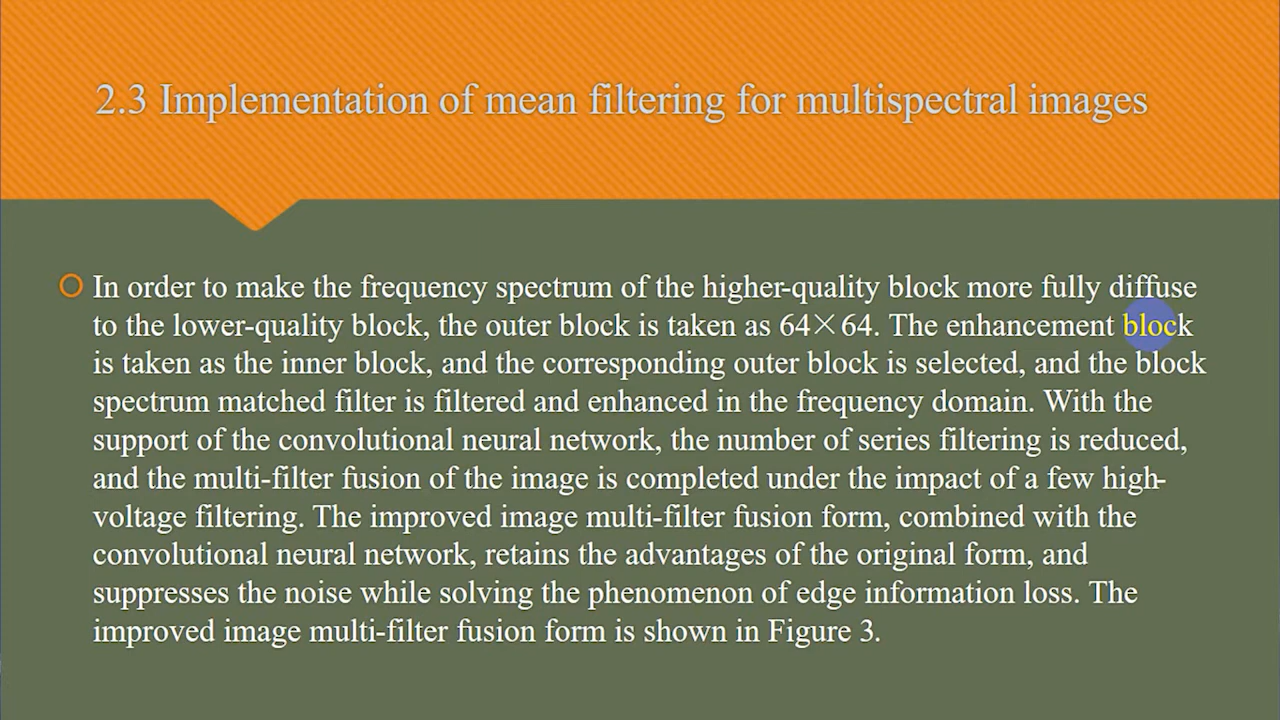 2.3 Implementation of mean filtering for multispectral images
In order to make the frequency spectrum of the higher-quality block more fully diffuse
to the lower-quality block, the outer block is taken as 64×64. The enhancement block
is taken as the inner block, and the corresponding outer block is selected, and the block
spectrum matched filter is filtered and enhanced in the frequency domain. With the
support of the convolutional neural network, the number of series filtering is reduced,
and the multi-filter fusion of the image is completed under the impact of a few high-
voltage filtering. The improved image multi-filter fusion form, combined with the
convolutional neural network, retains the advantages of the original form, and
suppresses the noise while solving the phenomenon of edge information loss. The
improved image multi-filter fusion form is shown in Figure 3.